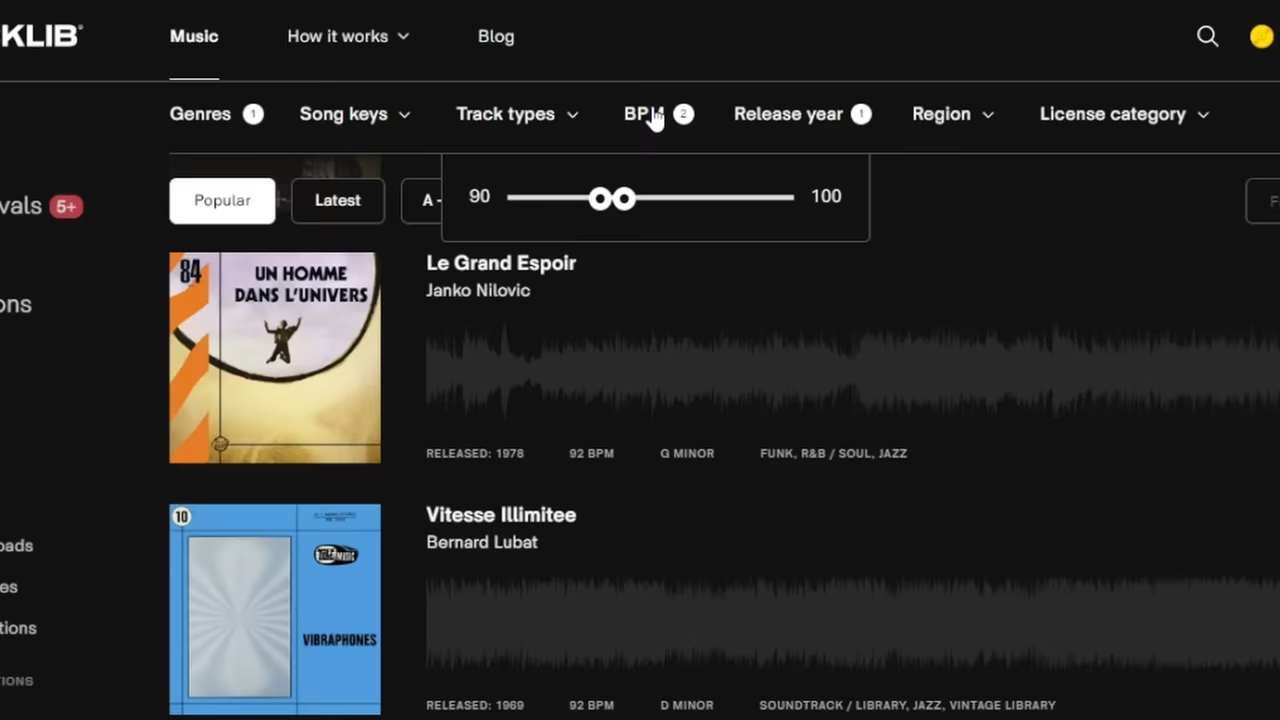 KLIB
Music
How it works
Blog
Genres 1
Song keys
Track types
BPM 2
Release year 1
Region
License category
90
100
vals 5+
Popular
Latest
A -
F
ons
84
UN HOMME
DANS L'UNIVERS
Le Grand Espoir
Janko Nilovic
RELEASED: 1978
92 BPM
G MINOR
FUNK, R&B / SOUL, JAZZ
10
TELE MUSIC
VIBRAPHONES
Vitesse Illimitee
Bernard Lubat
oads
es
tions
TIONS
RELEASED: 1969
92 BPM
D MINOR
SOUNDTRACK / LIBRARY, JAZZ, VINTAGE LIBRARY